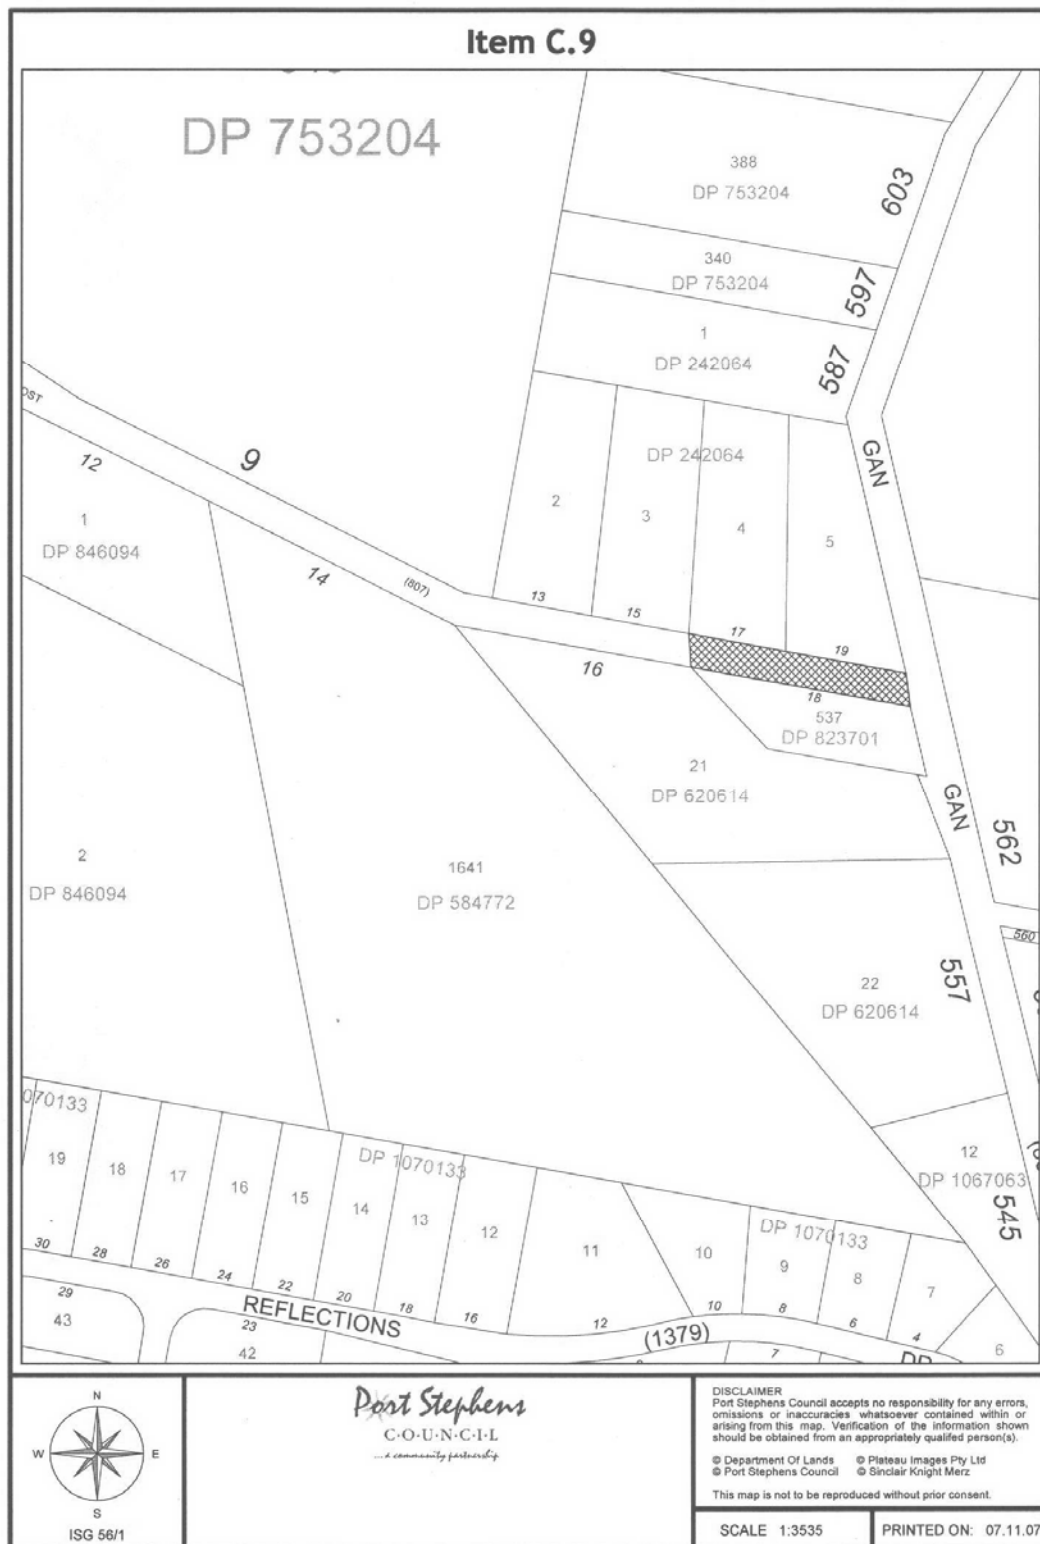 Item C.9
DP 753204
388
DP 753204
603
340
DP 753204
597
1
DP 242064
587
OST
9
12
GAN
DP 242064
2
3
4
5
1
DP 846094
14
(807)
13
15
17
19
16
18
537
DP 823701
21
DP 620614
GAN
562
2
DP 846094
1641
DP 584772
560
557
22
DP 620614
070133
DP 1070133
12
DP 1067063
545
19
18
17
16
15
14
13
12
11
10
DP 1070133
9
8
7
6
30
28
26
24
22
20
18
16
12
10
8
6
4
29
43
23
42
REFLECTIONS
(1379)
7
N
W
E
S
ISG 56/1
Port Stephens
C·O·U·N·C·I·L
... a community partnership
DISCLAIMER
Port Stephens Council accepts no responsibility for any errors,
omissions or inaccuracies whatsoever contained within or
arising from this map. Verification of the information shown
should be obtained from an appropriately qualifed person(s).
© Department Of Lands © Plateau Images Pty Ltd
© Port Stephens Council © Sinclair Knight Merz
This map is not to be reproduced without prior consent.
SCALE 1:3535
PRINTED ON: 07.11.07